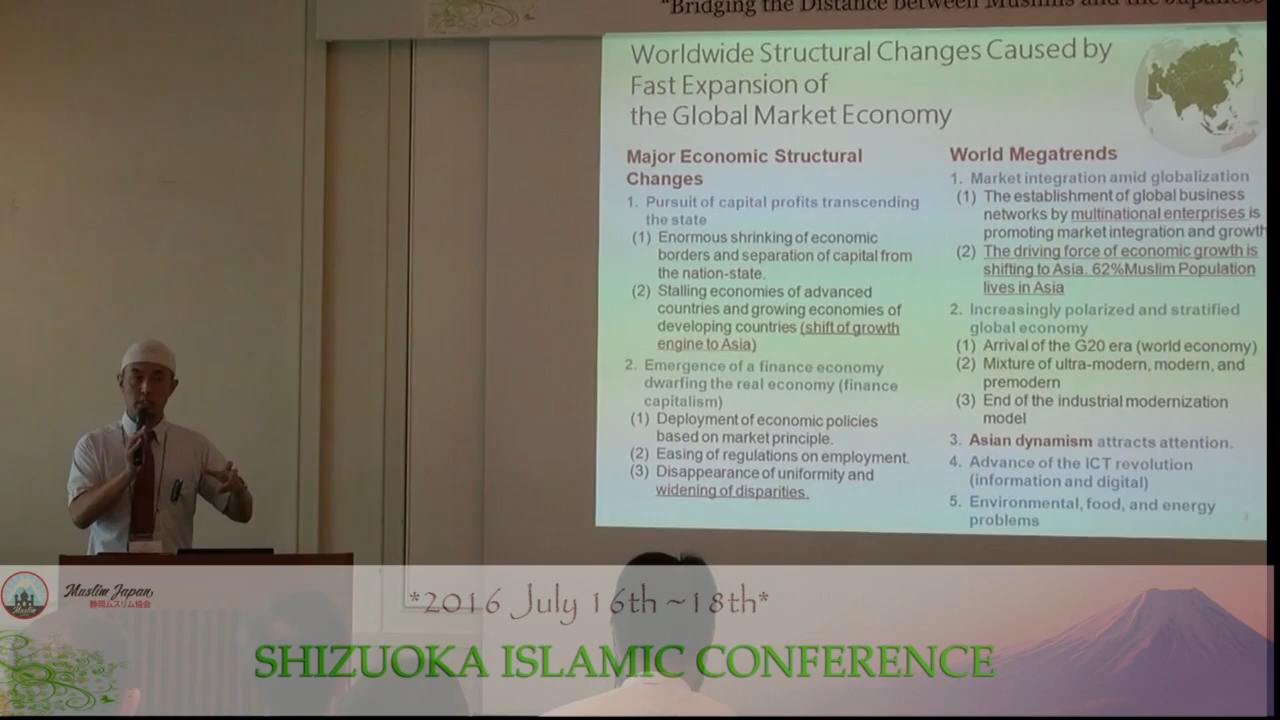 "Bridging the Distance between Muslims and the Japanese
Worldwide Structural Changes Caused by
Fast Expansion of
the Global Market Economy
Major Economic Structural
Changes
1. Pursuit of capital profits transcending
the state
(1) Enormous shrinking of economic
borders and separation of capital from
the nation-state.
(2) Stalling economies of advanced
countries and growing economies of
developing countries (shift of growth
engine to Asia)
2. Emergence of a finance economy
dwarfing the real economy (finance
capitalism)
(1) Deployment of economic policies
based on market principle.
(2) Easing of regulations on employment.
(3) Disappearance of uniformity and
widening of disparities.
World Megatrends
1. Market integration amid globalization
(1) The establishment of global business
networks by multinational enterprises is
promoting market integration and growth
(2) The driving force of economic growth is
shifting to Asia. 62%Muslim Population
lives in Asia
2. Increasingly polarized and stratified
global economy
(1) Arrival of the G20 era (world economy)
(2) Mixture of ultra-modern, modern, and
premodern
(3) End of the industrial modernization
model
3. Asian dynamism attracts attention.
4. Advance of the ICT revolution
(information and digital)
5. Environmental, food, and energy
problems
3
Muslim Japan
静岡ムスリム協会
Muslim
*2016 July 16th ~18th*
SHIZUOKA ISLAMIC CONFERENCE